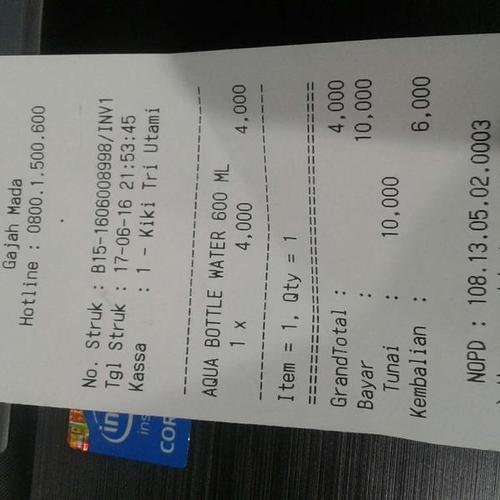 Gajah Mada
Hotline : 0800.1.500.600
No. Struk : B15-1606008998/INV1
Tgl Struk : 17-06-16 21:53:45
Kassa : 1 - Kiki Tri Utami
AQUA BOTTLE WATER 600 ML
1 x 4,000 4,000
Item = 1, Qty = 1
GrandTotal : 4,000
Bayar : 10,000
Tunai : 10,000
Kembalian : 6,000
NOPD : 108.13.05.02.0003